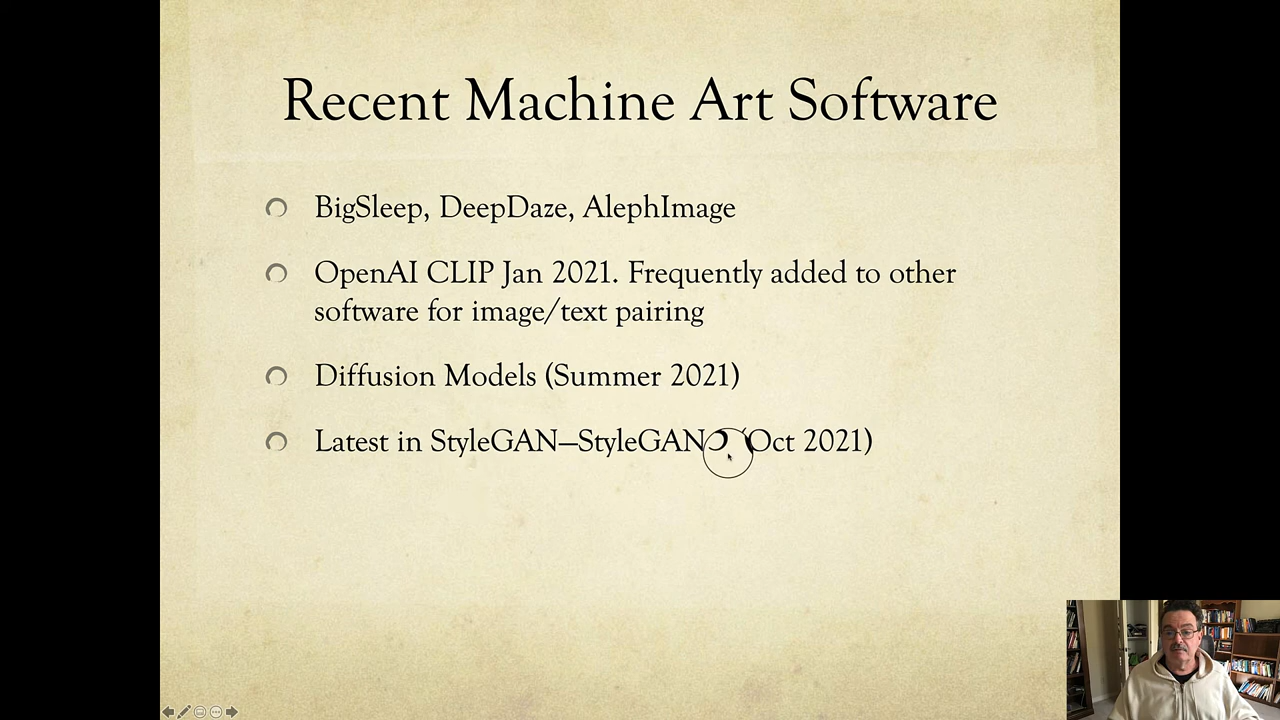 Recent Machine Art Software
BigSleep, DeepDaze, AlephImage
OpenAI CLIP Jan 2021. Frequently added to other
software for image/text pairing
Diffusion Models (Summer 2021)
Latest in StyleGAN—StyleGAN3 (Oct 2021)